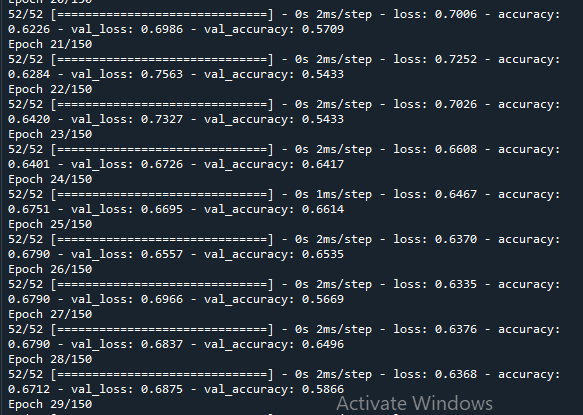 Epoch 20/150
52/52 [==============================] - 0s 2ms/step - loss: 0.7006 - accuracy:
0.6226 - val_loss: 0.6986 - val_accuracy: 0.5709
Epoch 21/150
52/52 [==============================] - 0s 2ms/step - loss: 0.7252 - accuracy:
0.6284 - val_loss: 0.7563 - val_accuracy: 0.5433
Epoch 22/150
52/52 [==============================] - 0s 2ms/step - loss: 0.7026 - accuracy:
0.6420 - val_loss: 0.7327 - val_accuracy: 0.5433
Epoch 23/150
52/52 [==============================] - 0s 2ms/step - loss: 0.6608 - accuracy:
0.6401 - val_loss: 0.6726 - val_accuracy: 0.6417
Epoch 24/150
52/52 [==============================] - 0s 1ms/step - loss: 0.6467 - accuracy:
0.6751 - val_loss: 0.6695 - val_accuracy: 0.6614
Epoch 25/150
52/52 [==============================] - 0s 2ms/step - loss: 0.6370 - accuracy:
0.6790 - val_loss: 0.6557 - val_accuracy: 0.6535
Epoch 26/150
52/52 [==============================] - 0s 2ms/step - loss: 0.6335 - accuracy:
0.6790 - val_loss: 0.6966 - val_accuracy: 0.5669
Epoch 27/150
52/52 [==============================] - 0s 2ms/step - loss: 0.6376 - accuracy:
0.6790 - val_loss: 0.6837 - val_accuracy: 0.6496
Epoch 28/150
52/52 [==============================] - 0s 2ms/step - loss: 0.6368 - accuracy:
0.6712 - val_loss: 0.6875 - val_accuracy: 0.5866
Epoch 29/150
Activate Windows